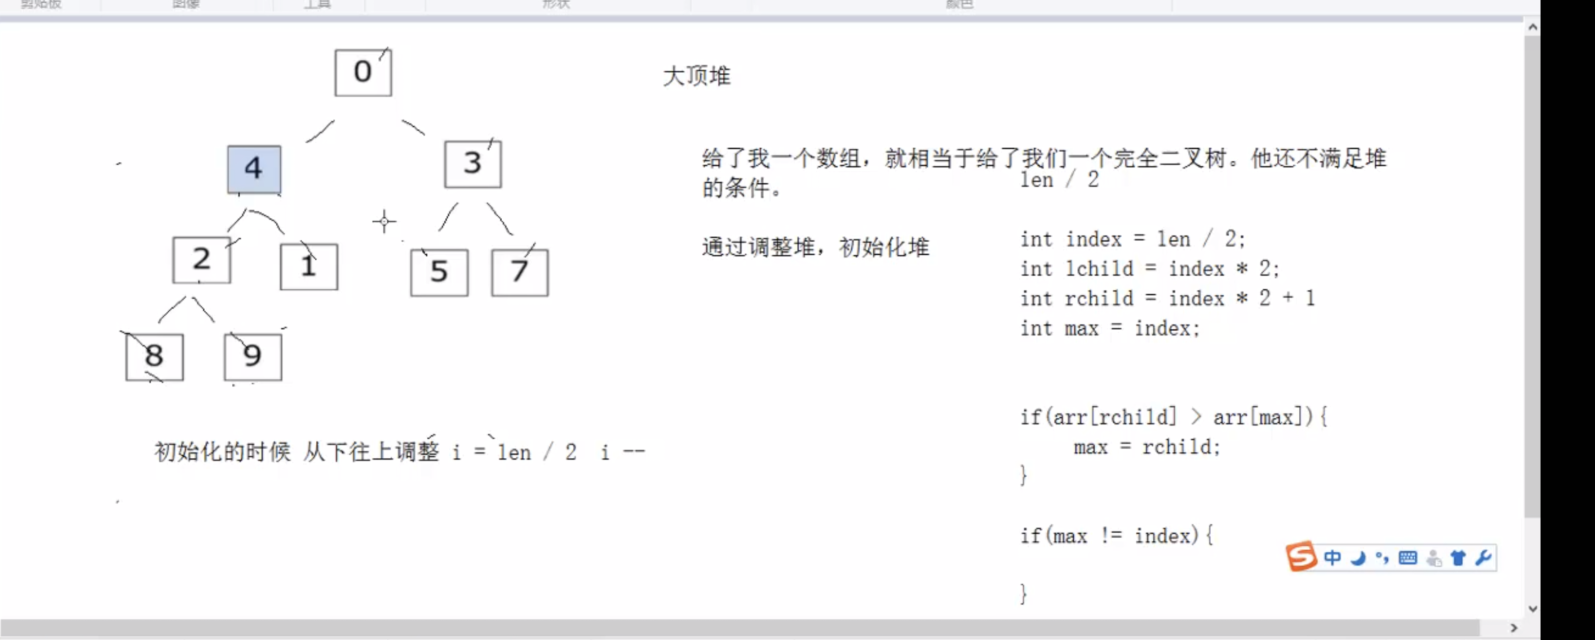 剪贴板 图像 工具 形状 颜色
0
大顶堆
4 3
给了我一个数组，就相当于给了我们一个完全二叉树。他还不满足堆
的条件。
len / 2
2 1 5 7
通过调整堆，初始化堆
int index = len / 2;
int lchild = index * 2;
int rchild = index * 2 + 1
int max = index;
8 9
if(arr[rchild] > arr[max]){
max = rchild;
}
初始化的时候 从下往上调整 i = len / 2 i --
if(max != index){
}
S 中